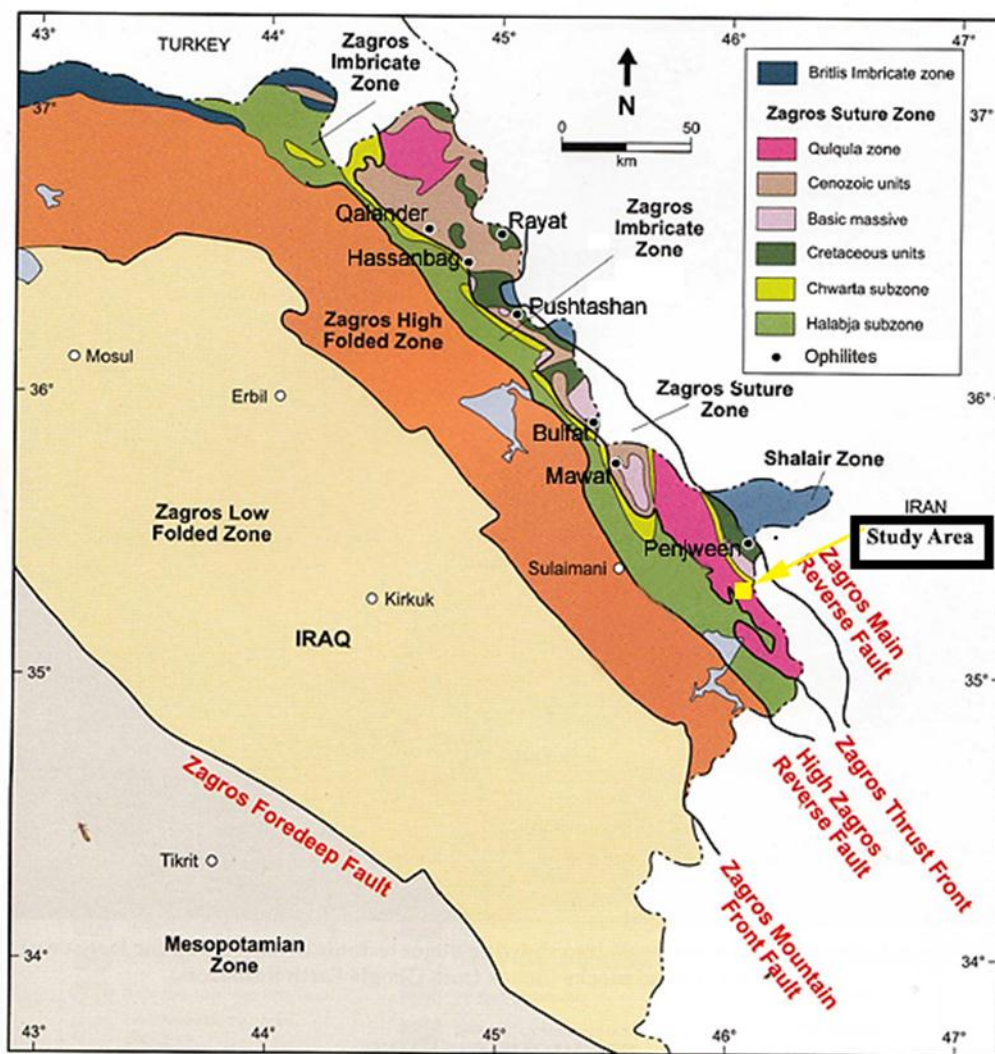 43°
44°
45°
46°
47°
TURKEY
Zagros
Imbricate
Zone
N
0
50
km
Britlis Imbricate zone
Zagros Suture Zone
Qulqula zone
Cenozoic units
Basic massive
Cretaceous units
Chwarta subzone
Halabja subzone
Ophilites
37°
37°
Zagros
Imbricate
Zone
Qalander
Rayat
Hassanbag
Pushtashan
Zagros High
Folded Zone
Mosul
Erbil
36°
36°
Zagros Suture
Zone
Bulfat
Mawat
Shalair Zone
IRAN
Study Area
Penjween
Zagros Low
Folded Zone
Sulaimani
Kirkuk
IRAQ
Zagros Main
Reverse Fault
35°
35°
Zagros Foredeep Fault
High Zagros
Reverse Fault
Zagros Thrust Front
Zagros Mountain
Front Fault
Tikrit
Mesopotamian
Zone
34°
34°
43°
44°
45°
46°
47°